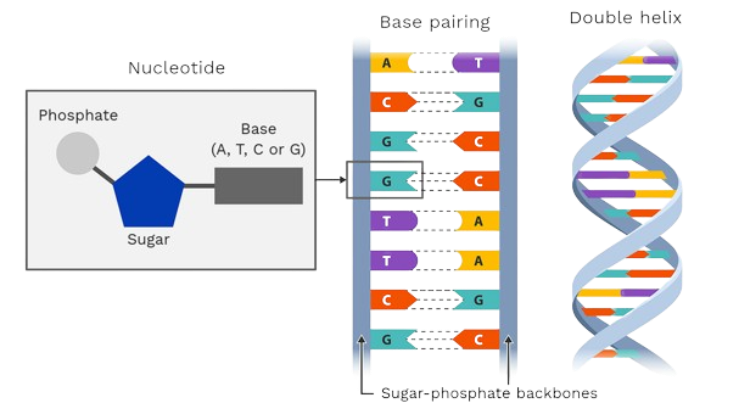 Nucleotide
Phosphate
Base
(A, T, C or G)
Sugar
Base pairing
A T
C G
G C
G C
T A
T A
C G
G C
Sugar-phosphate backbones
Double helix